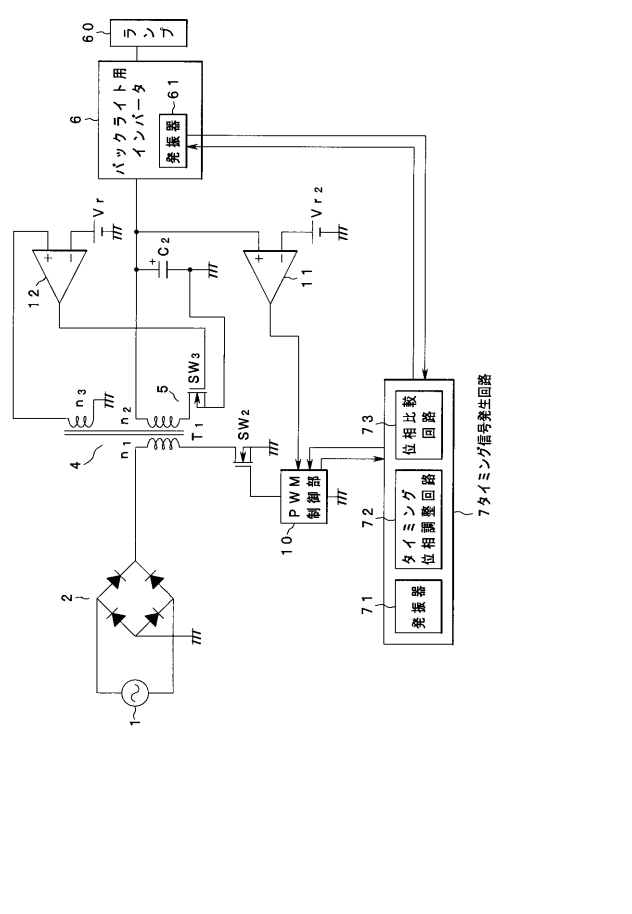 1
2
4
n1
n2
n3
T1
5
SW2
SW3
12
Vr
+
−
+
C2
6
バックライト用
インバータ
発振器
61
60
ランプ
11
+
−
Vr2
10
PWM
制御部
71
発振器
72
タイミング
位相調整回路
73
位相比較
回路
7タイミング信号発生回路